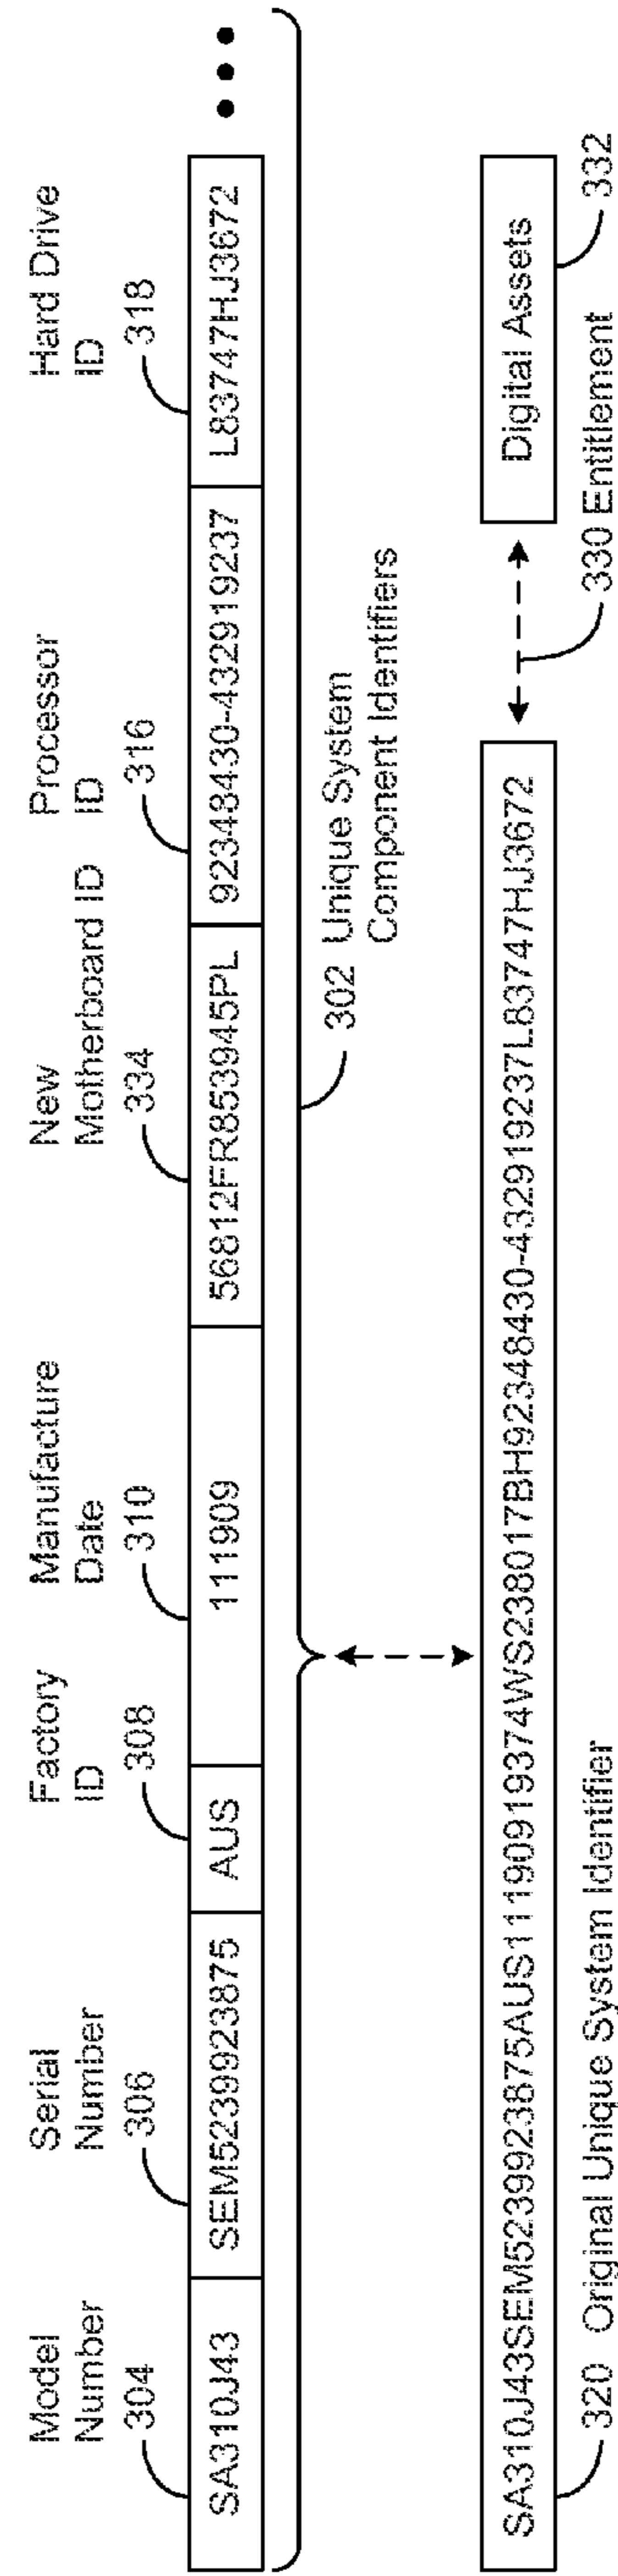 Model
Number
304
Serial
Number
306
Factory
ID
308
Manufacture
Date
310
New
Motherboard ID
334
Processor
ID
316
Hard Drive
ID
318
SA310J43
SEM5239923875
AUS
111909
56812FR853945PL
92348430-432919237
L83747HJ3672
302 Unique System
Component Identifiers
SA310J43SEM5239923875AUS11190919374WS238017BH92348430-432919237L83747HJ3672
Digital Assets
320 Original Unique System Identifier
330 Entitlement
332